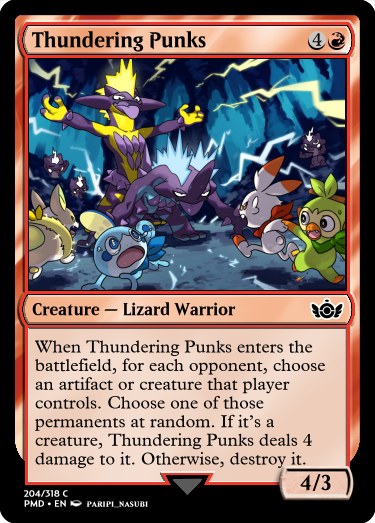 Thundering Punks 4
Creature — Lizard Warrior
When Thundering Punks enters the
battlefield, for each opponent, choose
an artifact or creature that player
controls. Choose one of those
permanents at random. If it's a
creature, Thundering Punks deals 4
damage to it. Otherwise, destroy it.
4/3
204/318 C
PMD • EN PARIPI_NASUBI